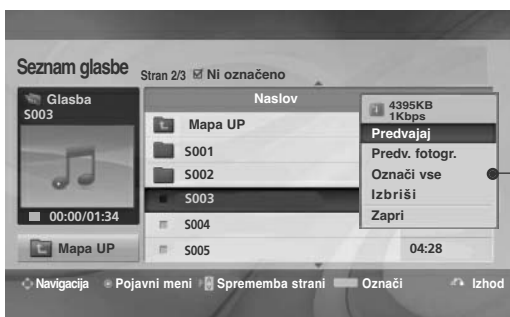 Seznam glasbe
Stran 2/3 Ni označeno
Glasba
S003
00:00/01:34
Mapa UP
Naslov
Mapa UP
S001
S002
S003
S004
S005
04:28
4395KB
1Kbps
Predvajaj
Predv. fotogr.
Označi vse
Izbriši
Zapri
Navigacija Pojavni meni Sprememba strani Označi Izhod